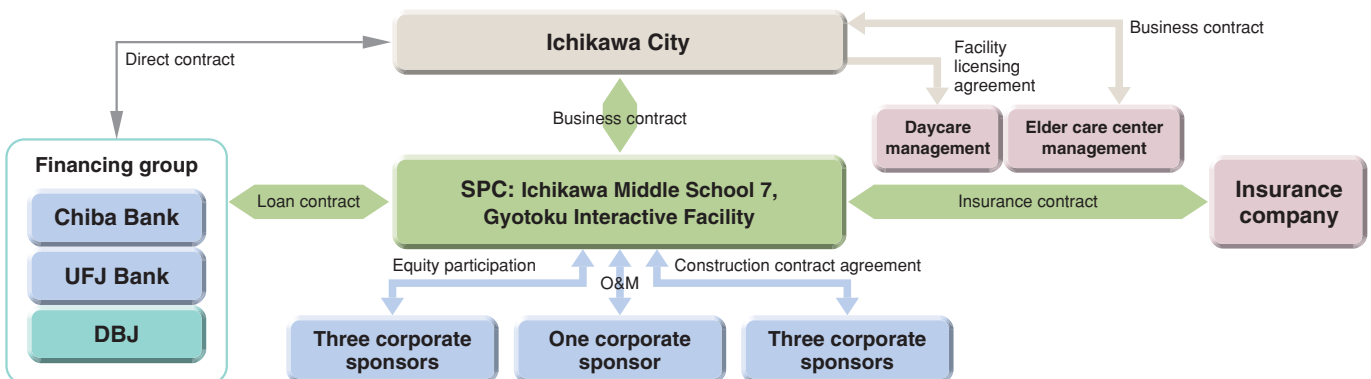 Ichikawa City
Direct contract
Business contract
Facility
licensing
agreement
Business contract
Daycare
management
Elder care center
management
Financing group
Chiba Bank
UFJ Bank
DBJ
Loan contract
SPC: Ichikawa Middle School 7,
Gyotoku Interactive Facility
Insurance contract
Insurance
company
Equity participation
O&M
Construction contract agreement
Three corporate
sponsors
One corporate
sponsor
Three corporate
sponsors